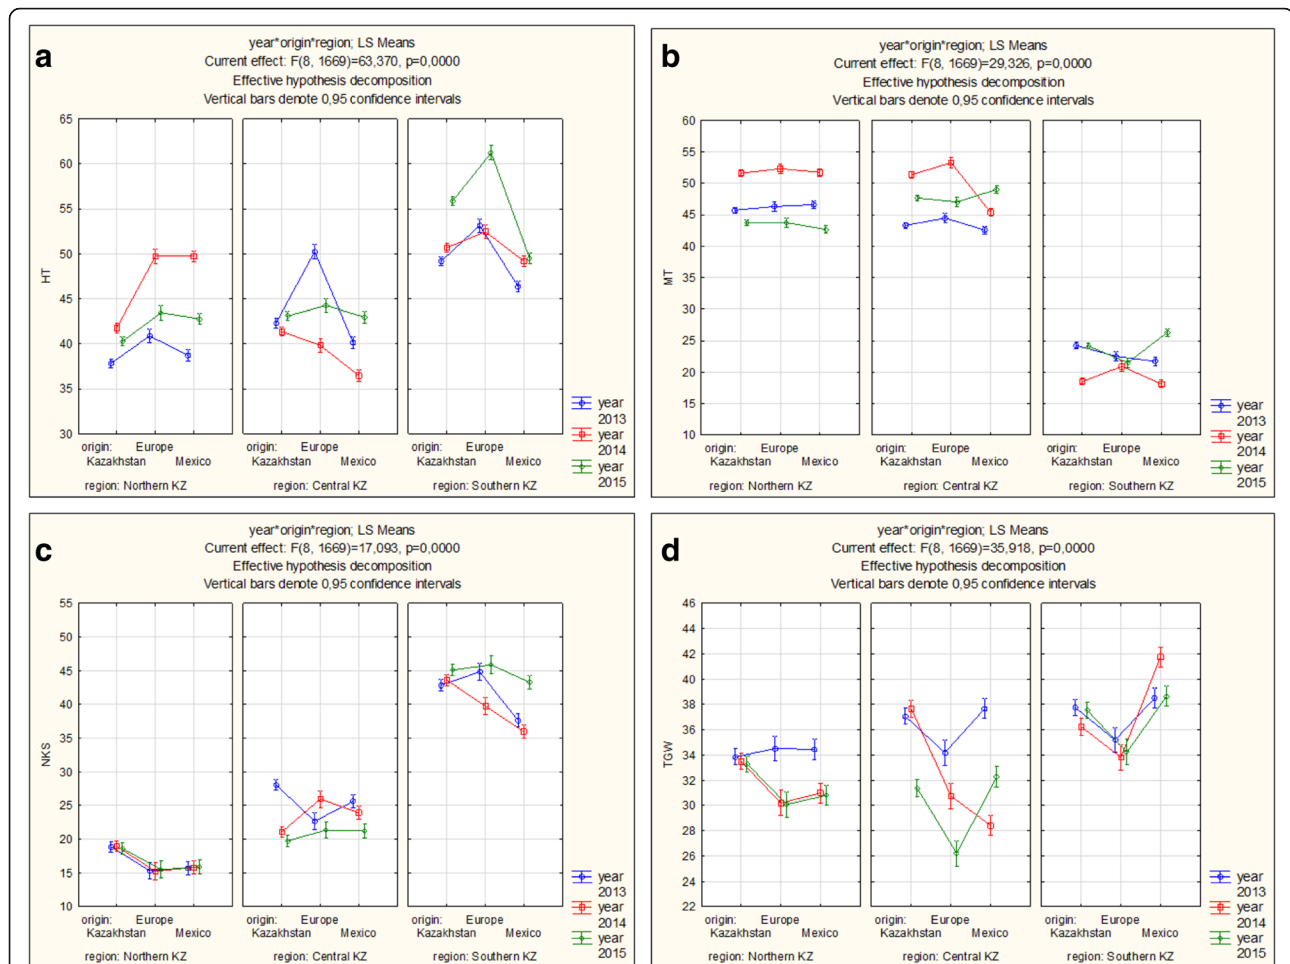 a
year*origin*region; LS Means
Current effect: F(8, 1669)=63,370, p=0,0000
Effective hypothesis decomposition
Vertical bars denote 0,95 confidence intervals
HT
65
60
55
50
45
40
35
30
origin: Europe
Kazakhstan Mexico
region: Northern KZ
origin: Europe
Kazakhstan Mexico
region: Central KZ
origin: Europe
Kazakhstan Mexico
region: Southern KZ
year 2013
year 2014
year 2015
b
year*origin*region; LS Means
Current effect: F(8, 1669)=29,326, p=0,0000
Effective hypothesis decomposition
Vertical bars denote 0,95 confidence intervals
MT
60
55
50
45
40
35
30
25
20
15
10
origin: Europe
Kazakhstan Mexico
region: Northern KZ
origin: Europe
Kazakhstan Mexico
region: Central KZ
origin: Europe
Kazakhstan Mexico
region: Southern KZ
year 2013
year 2014
year 2015
c
year*origin*region; LS Means
Current effect: F(8, 1669)=17,093, p=0,0000
Effective hypothesis decomposition
Vertical bars denote 0,95 confidence intervals
NKS
55
50
45
40
35
30
25
20
15
10
origin: Europe
Kazakhstan Mexico
region: Northern KZ
origin: Europe
Kazakhstan Mexico
region: Central KZ
origin: Europe
Kazakhstan Mexico
region: Southern KZ
year 2013
year 2014
year 2015
d
year*origin*region; LS Means
Current effect: F(8, 1669)=35,918, p=0,0000
Effective hypothesis decomposition
Vertical bars denote 0,95 confidence intervals
TGW
46
44
42
40
38
36
34
32
30
28
26
24
22
origin: Europe
Kazakhstan Mexico
region: Northern KZ
origin: Europe
Kazakhstan Mexico
region: Central KZ
origin: Europe
Kazakhstan Mexico
region: Southern KZ
year 2013
year 2014
year 2015